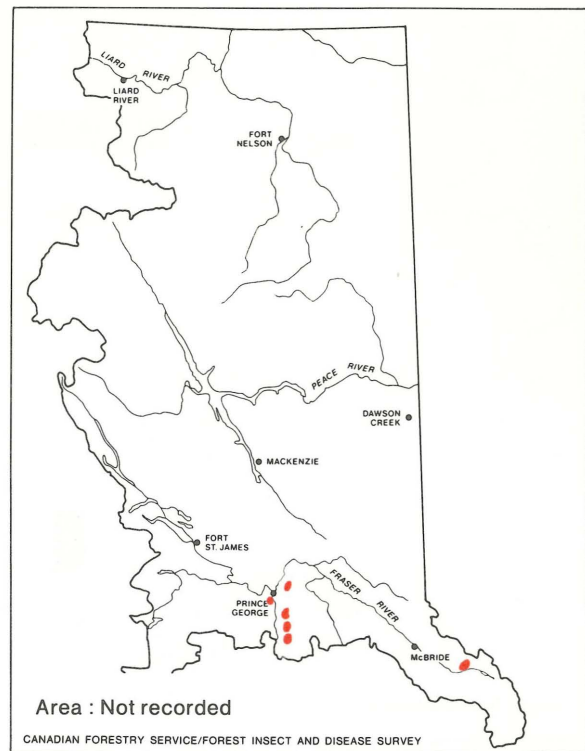 LIARD RIVER
LIARD
RIVER
FORT
NELSON
PEACE RIVER
DAWSON
CREEK
MACKENZIE
FORT
ST. JAMES
FRASER RIVER
PRINCE
GEORGE
McBRIDE
Area : Not recorded
CANADIAN FORESTRY SERVICE/FOREST INSECT AND DISEASE SURVEY